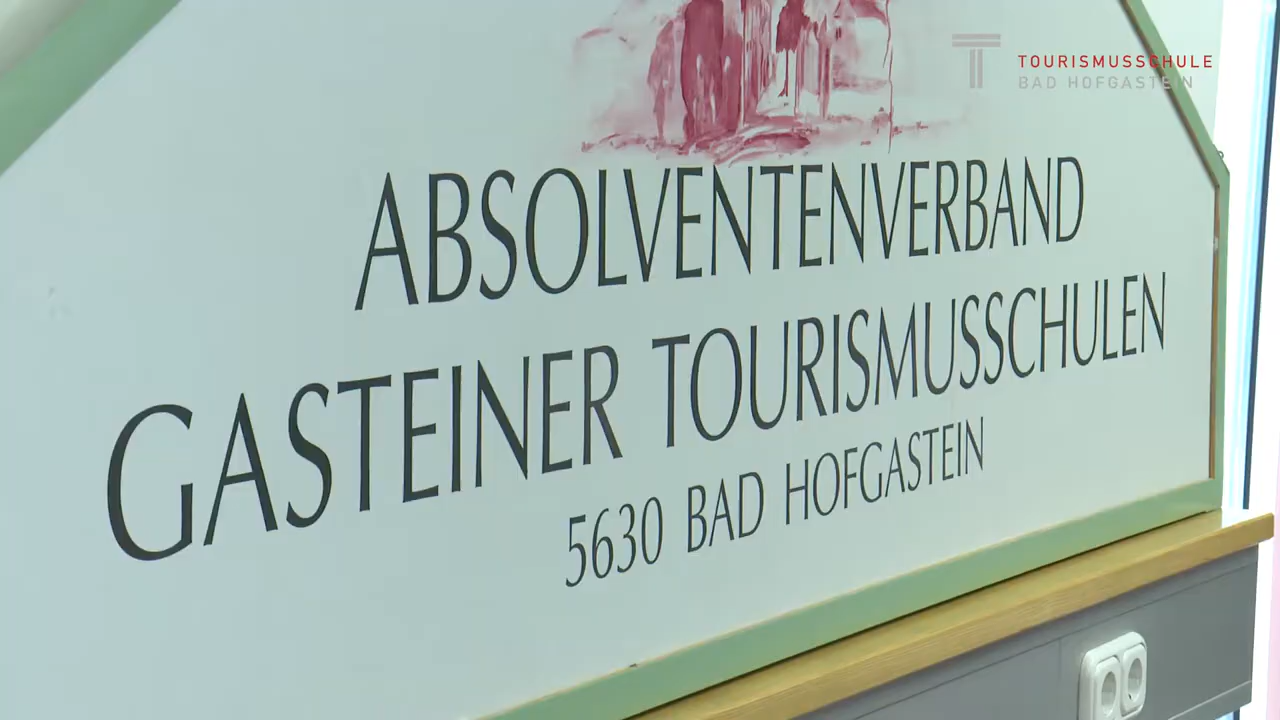 TOURISMUSSCHULE
BAD HOFGASTEIN
ABSOLVENTENVERBAND
GASTEINER TOURISMUSSCHULEN
5630 BAD HOFGASTEIN